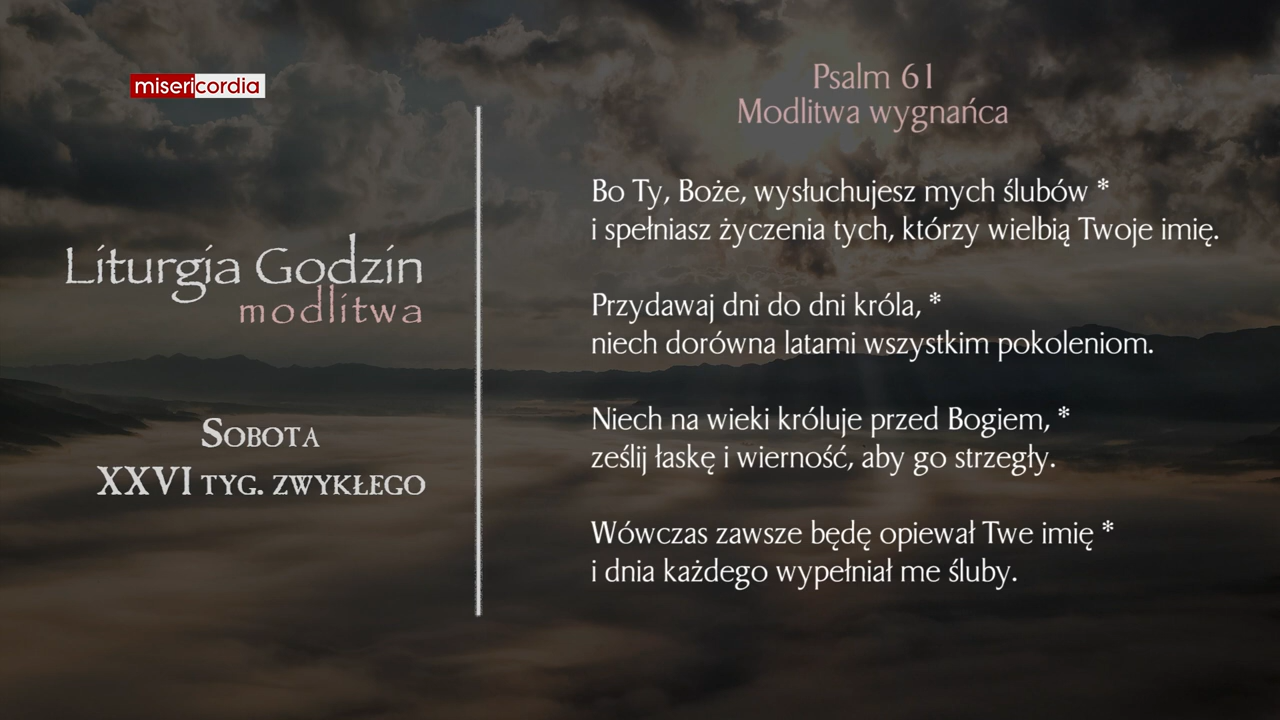 misericordia
Liturgia Godzin
modlitwa
Sobota
XXVI tyg. zwykłego
Psalm 61
Modlitwa wygnańca
Bo Ty, Boże, wysłuchujesz mych ślubów *
i spełniasz życzenia tych, którzy wielbią Twoje imię.
Przydawaj dni do dni króla, *
niech dorówna latami wszystkim pokoleniom.
Niech na wieki króluje przed Bogiem, *
ześlij łaskę i wierność, aby go strzegły.
Wówczas zawsze będę opiewał Twe imię *
i dnia każdego wypełniał me śluby.